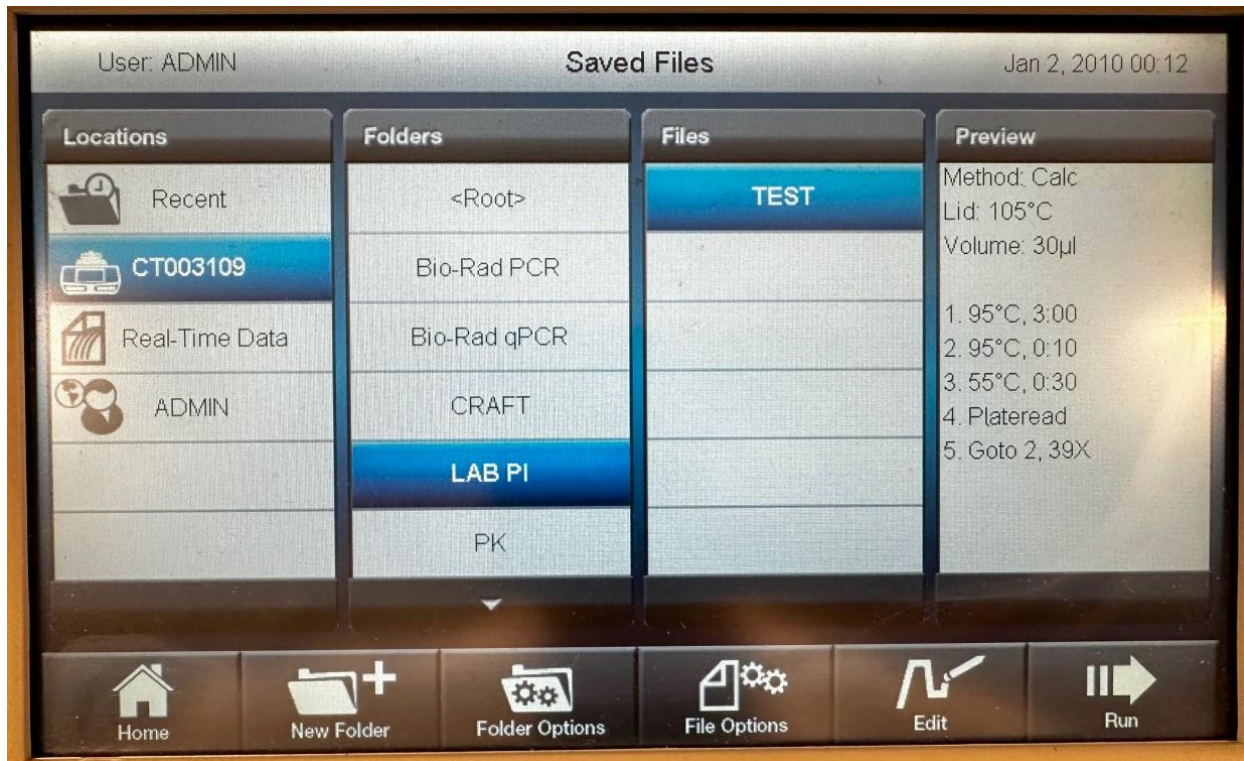 User: ADMIN
Saved Files
Jan 2, 2010 00:12
Locations
Recent
CT003109
Real-Time Data
ADMIN
Folders
<Root>
Bio-Rad PCR
Bio-Rad qPCR
CRAFT
LAB PI
PK
Files
TEST
Preview
Method: Calc
Lid: 105°C
Volume: 30µl
1. 95°C, 3:00
2. 95°C, 0:10
3. 55°C, 0:30
4. Plateread
5. Goto 2, 39X
Home
New Folder
Folder Options
File Options
Edit
Run